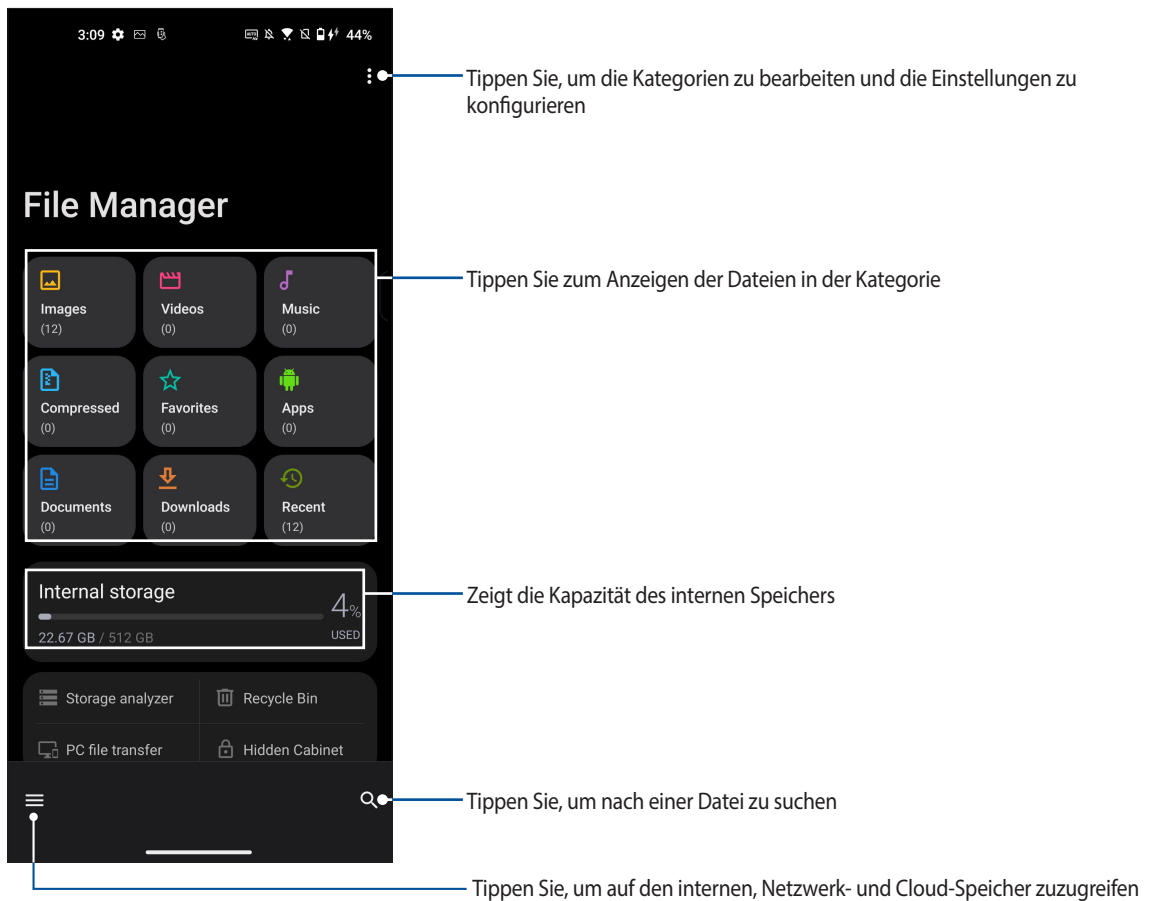 3:09 44%
Tippen Sie, um die Kategorien zu bearbeiten und die Einstellungen zu
konfigurieren
File Manager
Tippen Sie zum Anzeigen der Dateien in der Kategorie
Images Videos Music
(12) (0) (0)
Compressed Favorites Apps
(0) (0) (0)
Documents Downloads Recent
(0) (0) (12)
Internal storage
4%
22.67 GB / 512 GB USED
Zeigt die Kapazität des internen Speichers
Storage analyzer Recycle Bin
PC file transfer Hidden Cabinet
Tippen Sie, um nach einer Datei zu suchen
Tippen Sie, um auf den internen, Netzwerk- und Cloud-Speicher zuzugreifen